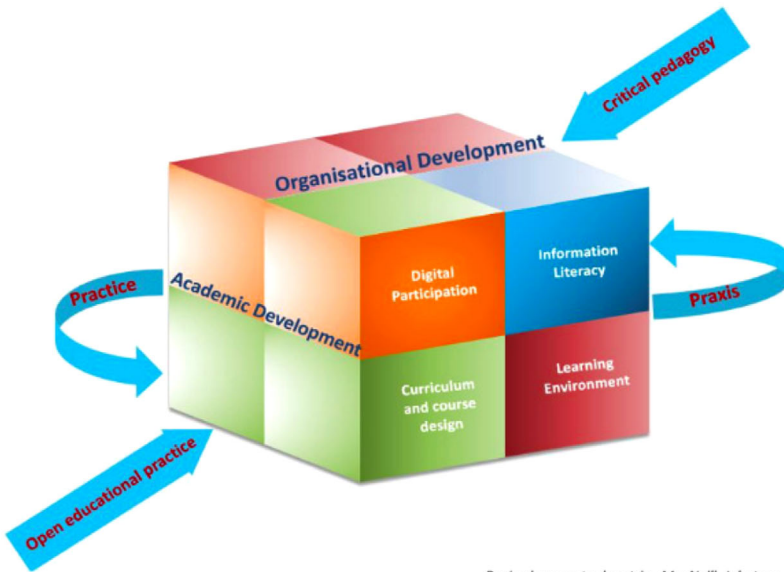 Critical pedagogy
Organisational Development
Digital
Participation
Information
Literacy
Practice
Academic Development
Praxis
Curriculum
and course
design
Learning
Environment
Open educational practice